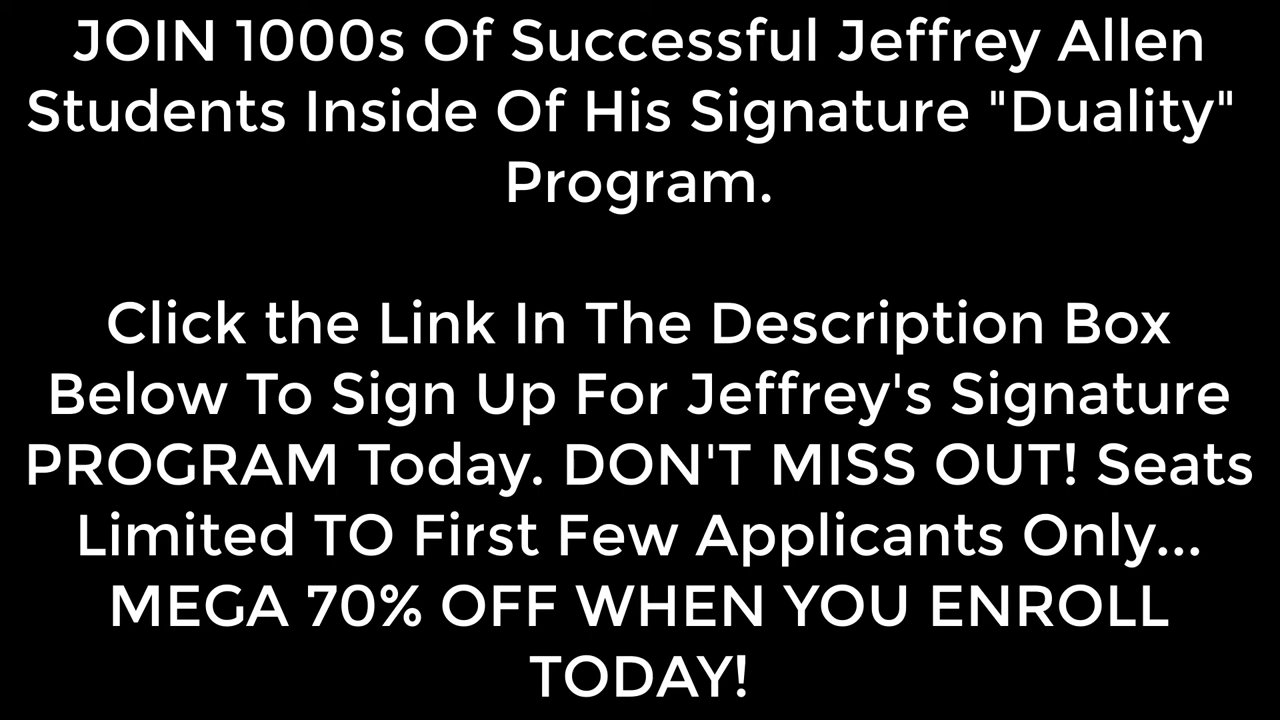 JOIN 1000s Of Successful Jeffrey Allen
Students Inside Of His Signature "Duality"
Program.
Click the Link In The Description Box
Below To Sign Up For Jeffrey's Signature
PROGRAM Today. DON'T MISS OUT! Seats
Limited TO First Few Applicants Only...
MEGA 70% OFF WHEN YOU ENROLL
TODAY!